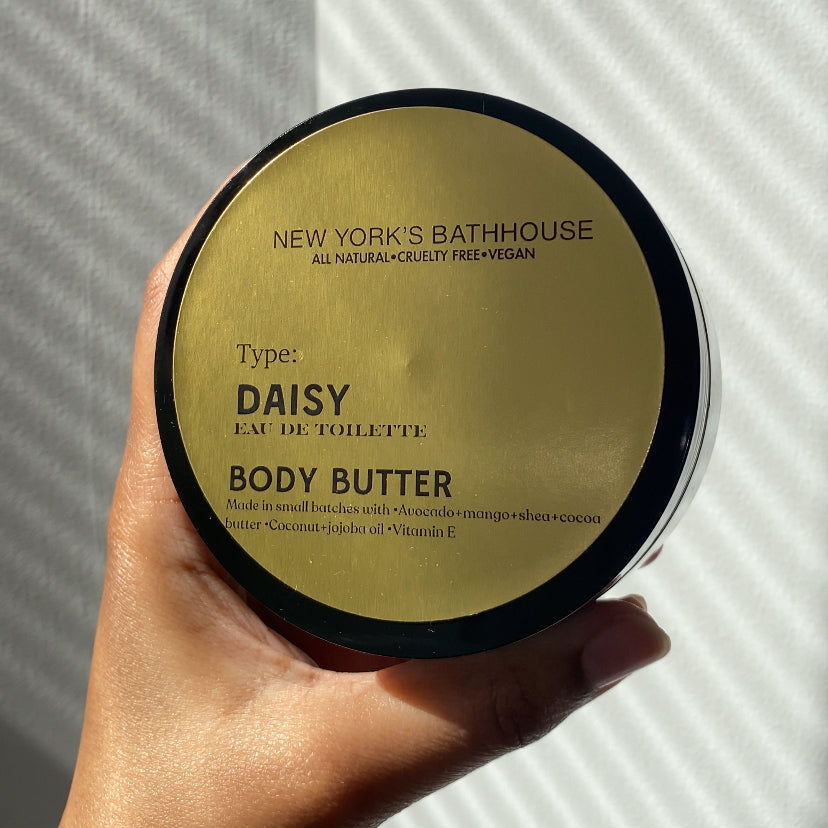 NEW YORK'S BATHHOUSE
ALL NATURAL•CRUELTY FREE•VEGAN
Type:
DAISY
EAU DE TOILETTE
BODY BUTTER
Made in small batches with •Avocado+mango+shea+cocoa
butter •Coconut+jojoba oil •Vitamin E